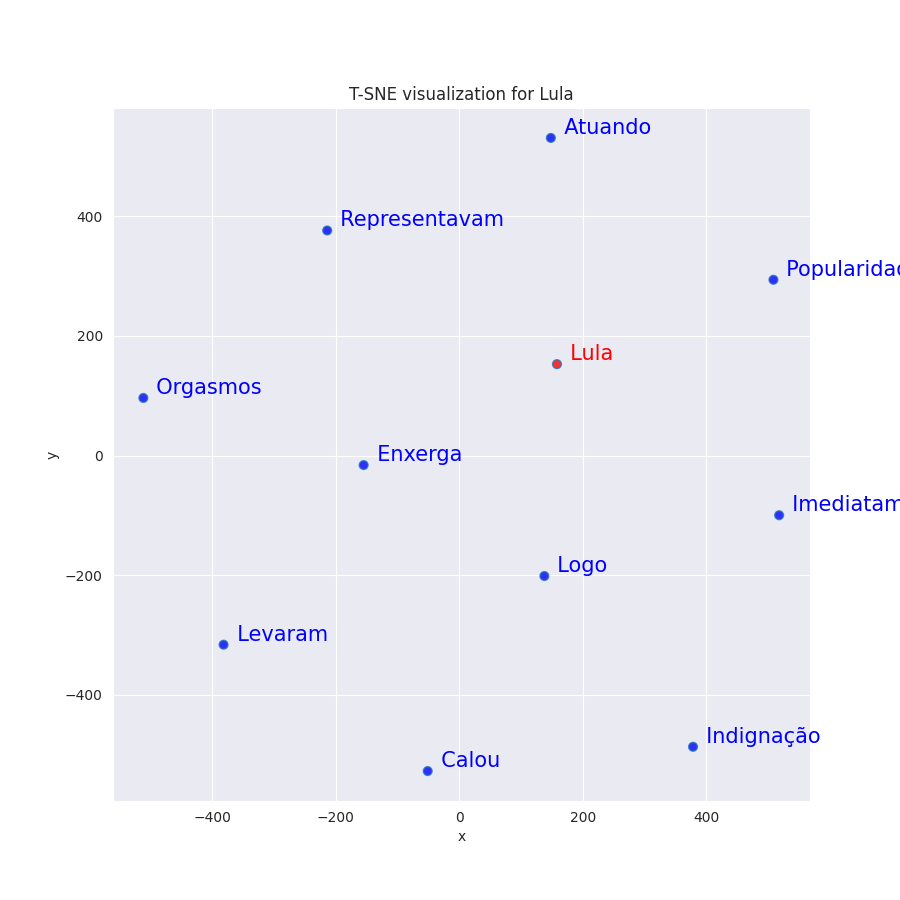 T-SNE visualization for Lula
Atuando
Representavam
Popularidad
Lula
Orgasmos
Enxerga
Imediatam
Logo
Levaram
Indignação
Calou
400
200
0
−200
−400
y
−400
−200
0
200
400
x